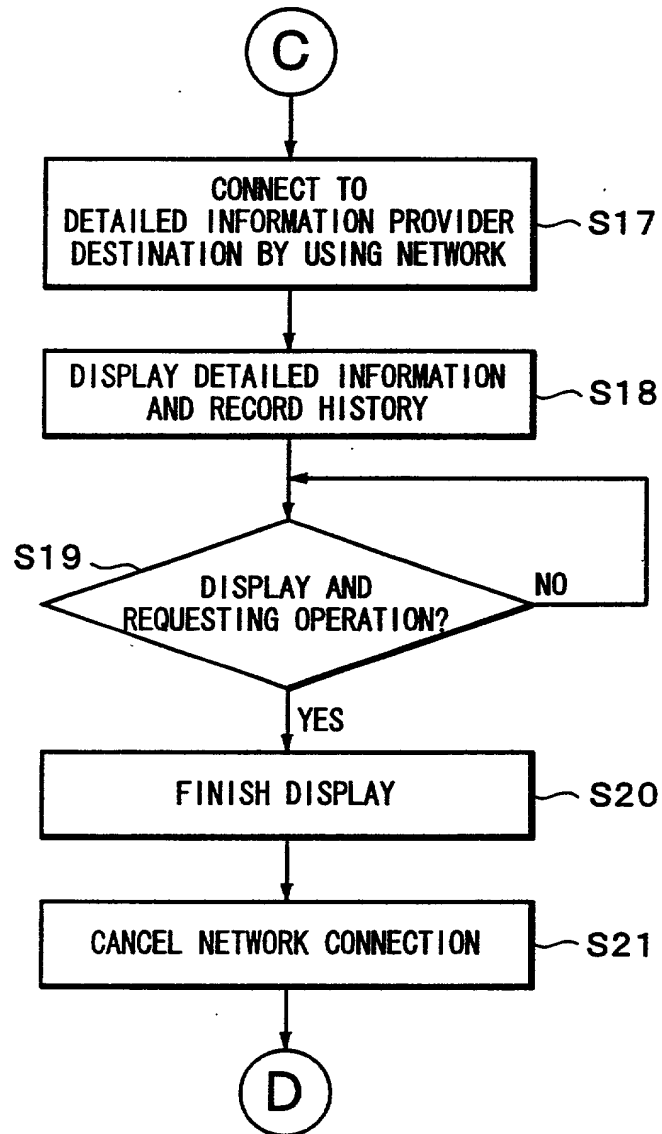 C
CONNECT TO
DETAILED INFORMATION PROVIDER
DESTINATION BY USING NETWORK
S17
DISPLAY DETAILED INFORMATION
AND RECORD HISTORY
S18
S19
DISPLAY AND
REQUESTING OPERATION?
NO
YES
FINISH DISPLAY
S20
CANCEL NETWORK CONNECTION
S21
D